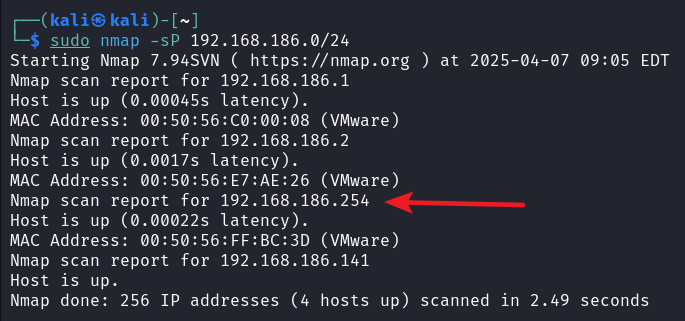 ┌──(kali㉿kali)-[~]
└─$ sudo nmap -sP 192.168.186.0/24
Starting Nmap 7.94SVN ( https://nmap.org ) at 2025-04-07 09:05 EDT
Nmap scan report for 192.168.186.1
Host is up (0.00045s latency).
MAC Address: 00:50:56:C0:00:08 (VMware)
Nmap scan report for 192.168.186.2
Host is up (0.0017s latency).
MAC Address: 00:50:56:E7:AE:26 (VMware)
Nmap scan report for 192.168.186.254
Host is up (0.00022s latency).
MAC Address: 00:50:56:FF:BC:3D (VMware)
Nmap scan report for 192.168.186.141
Host is up.
Nmap done: 256 IP addresses (4 hosts up) scanned in 2.49 seconds